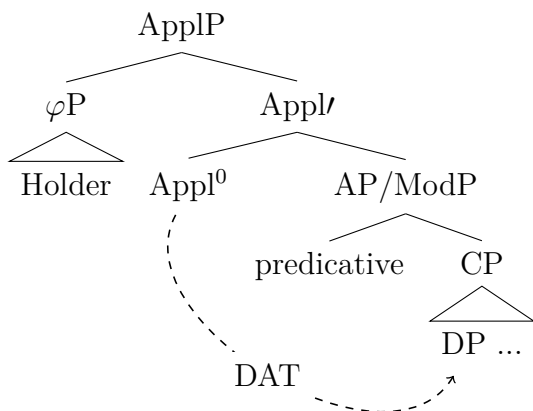 ApplP
φP Appl′
Holder Appl⁰ AP/ModP
predicative CP
DP ...
DAT